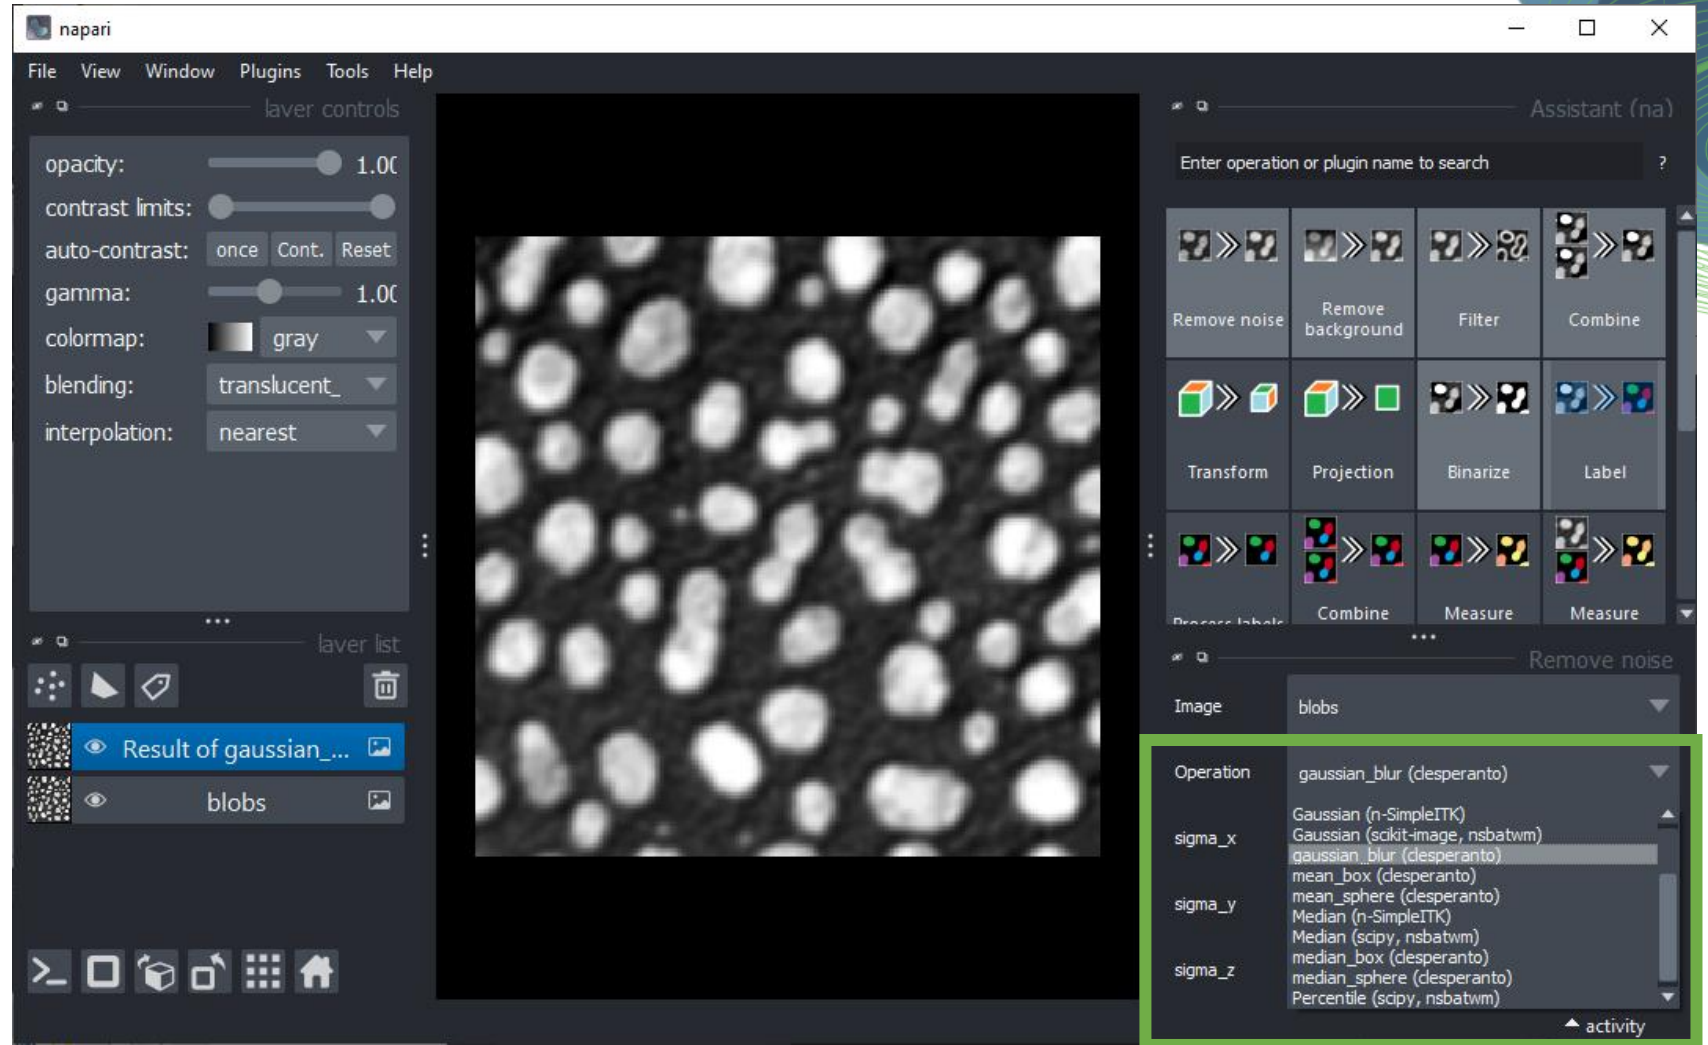 napari
File View Window Plugins Tools Help
layer controls
opacity: 1.00
contrast limits:
auto-contrast: once Cont. Reset
gamma: 1.00
colormap: gray
blending: translucent_
interpolation: nearest
layer list
Result of gaussian_...
blobs
Assistant (na)
Enter operation or plugin name to search ?
Remove noise
Remove background
Filter
Combine
Transform
Projection
Binarize
Label
Process labels
Combine
Measure
Measure
Remove noise
Image blobs
Operation gaussian_blur (clesperanto)
Gaussian (n-SimpleITK)
Gaussian (scikit-image, nsbatwm)
gaussian_blur (clesperanto)
mean_box (clesperanto)
mean_sphere (clesperanto)
Median (n-SimpleITK)
Median (scipy, nsbatwm)
median_box (clesperanto)
median_sphere (clesperanto)
Percentile (scipy, nsbatwm)
sigma_x
sigma_y
sigma_z
activity